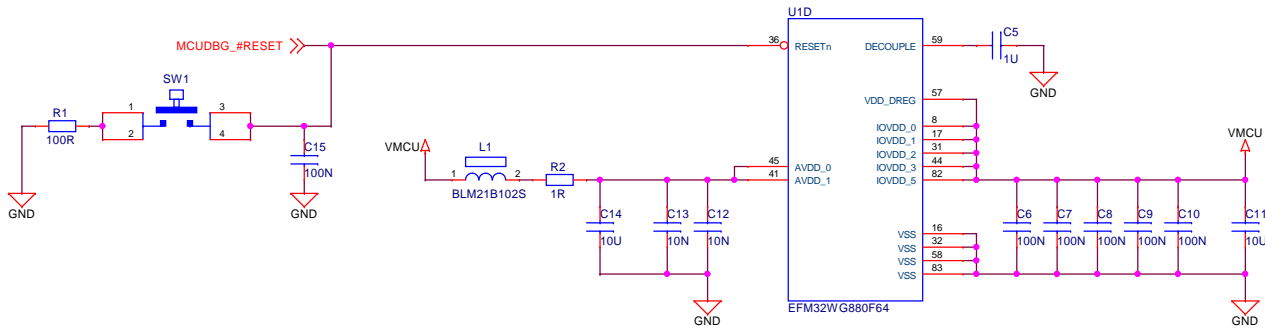 U1D
MCUDBG_#RESET
36
RESETn
DECOUPLE
59
C5
1U
GND
SW1
R1
100R
1
2
3
4
C15
100N
GND
GND
VMCU
L1
1
2
BLM21B102S
R2
1R
45
AVDD_0
41
AVDD_1
C14
10U
C13
10N
C12
10N
GND
VDD_DREG
57
IOVDD_0
8
IOVDD_1
17
IOVDD_2
31
IOVDD_3
44
IOVDD_5
82
VSS
16
VSS
32
VSS
58
VSS
83
EFM32WG880F64
VMCU
C6
100N
C7
100N
C8
100N
C9
100N
C10
100N
C11
10U
GND